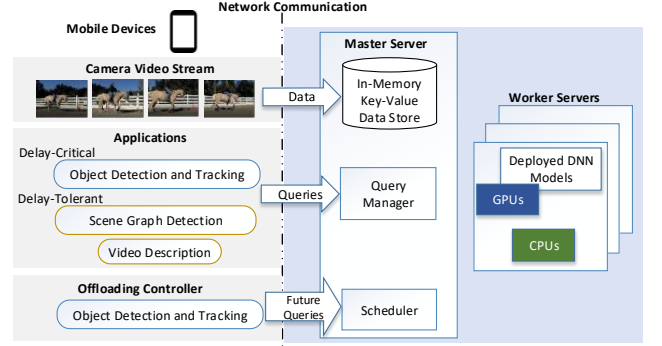 Network Communication
Mobile Devices
Camera Video Stream
Data
Master Server
In-Memory
Key-Value
Data Store
Worker Servers
Deployed DNN
Models
GPUs
CPUs
Applications
Delay-Critical
Object Detection and Tracking
Delay-Tolerant
Scene Graph Detection
Video Description
Queries
Query
Manager
Offloading Controller
Object Detection and Tracking
Future
Queries
Scheduler